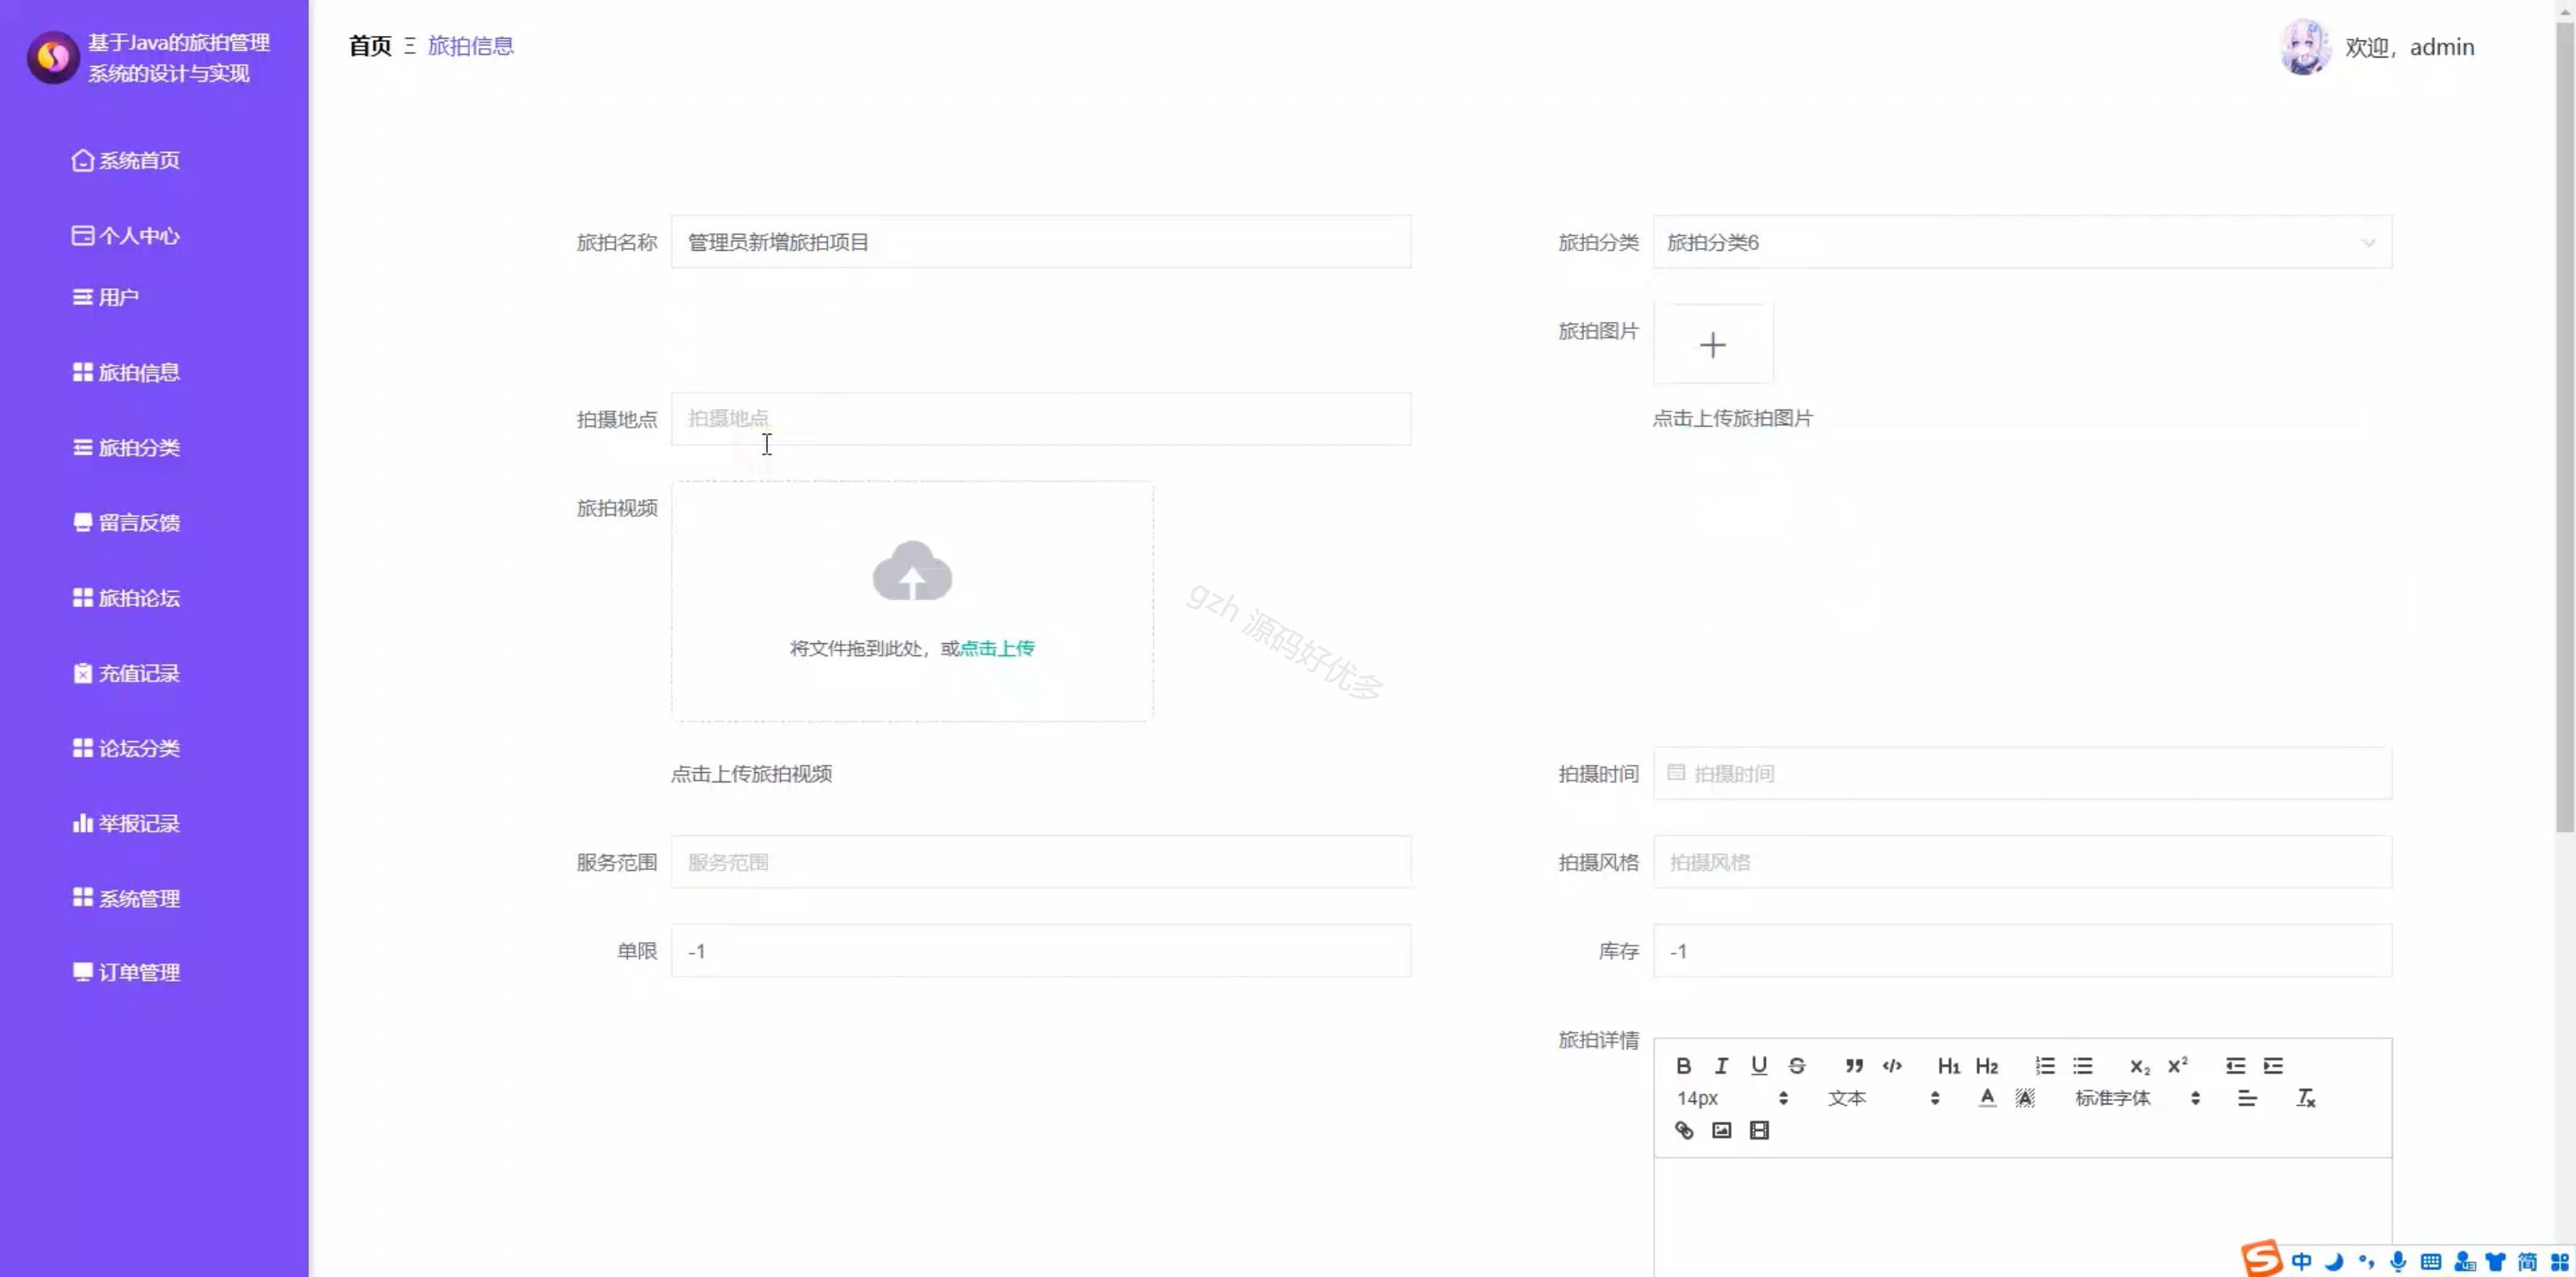 基于Java的旅拍管理
系统的设计与实现
首页 旅拍信息
欢迎，admin
系统首页
个人中心
用户
旅拍信息
旅拍分类
留言反馈
旅拍论坛
充值记录
论坛分类
举报记录
系统管理
订单管理
旅拍名称 管理员新增旅拍项目
旅拍分类 旅拍分类6
旅拍图片
点击上传旅拍图片
拍摄地点 拍摄地点
旅拍视频
将文件拖到此处，或点击上传
点击上传旅拍视频
拍摄时间 拍摄时间
服务范围 服务范围
拍摄风格 拍摄风格
单限 -1
库存 -1
旅拍详情
B I U S H1 H2 X2 X2
14px 文本 A A 标准字体 Tx
gzh 源码好优多
S 中 简